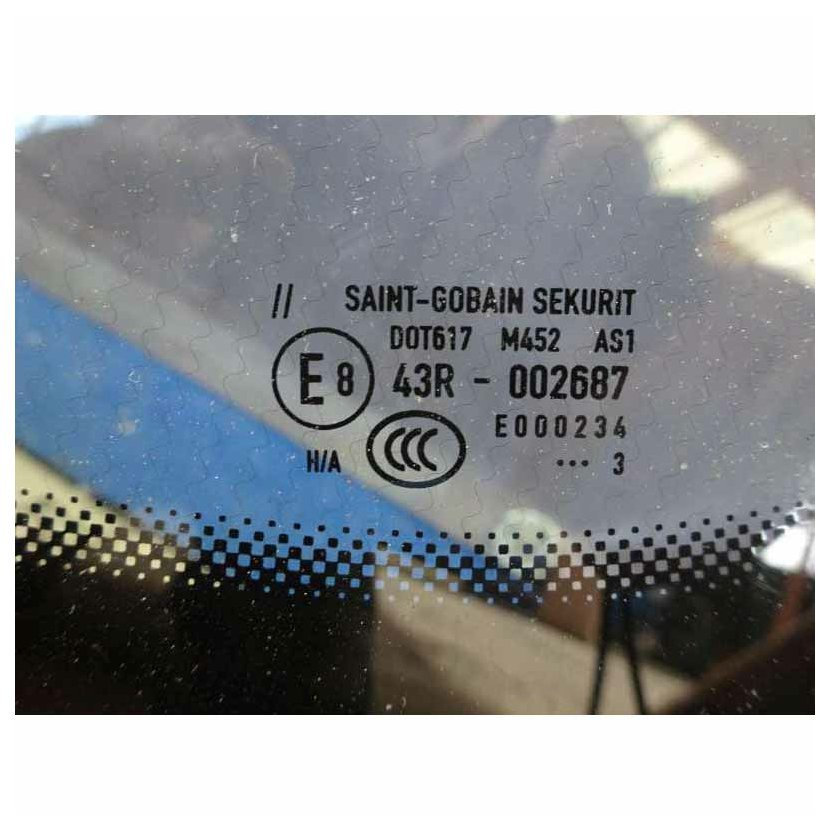 // SAINT-GOBAIN SEKURIT
DOT617 M452 AS1
E8 43R - 002687
E000234
H/A CCC ••• 3